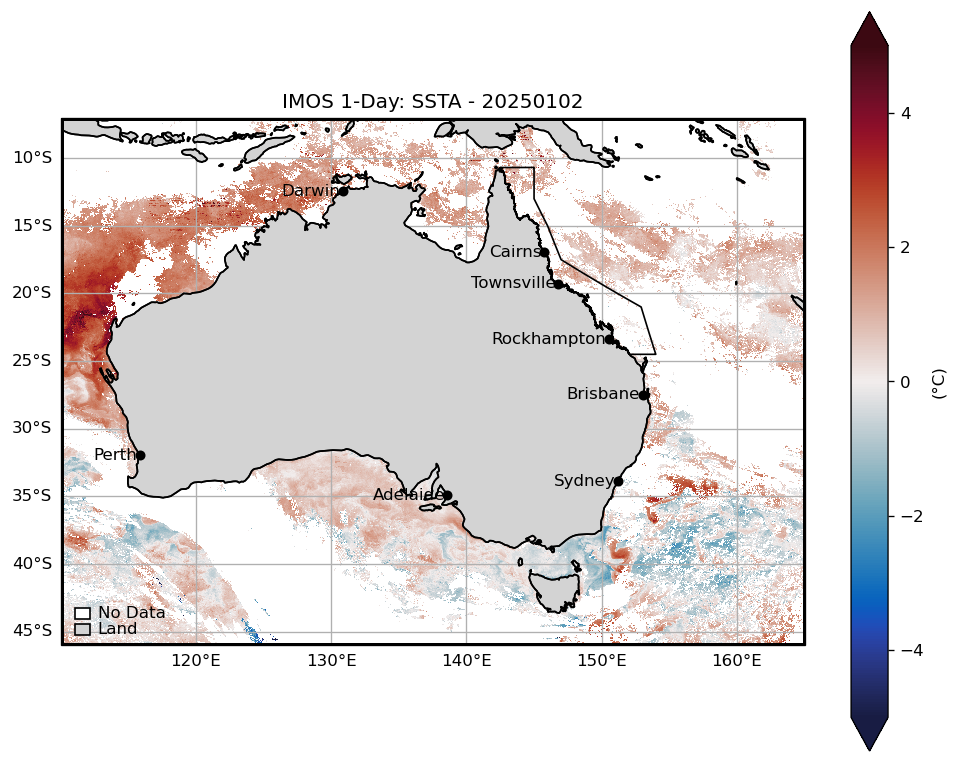 IMOS 1-Day: SSTA - 20250102
10°S
15°S
20°S
25°S
30°S
35°S
40°S
45°S
Darwin
Cairns
Townsville
Rockhampton
Brisbane
Perth
Sydney
Adelaide
No Data
Land
120°E 130°E 140°E 150°E 160°E
4
2
0
−2
−4
(°C)